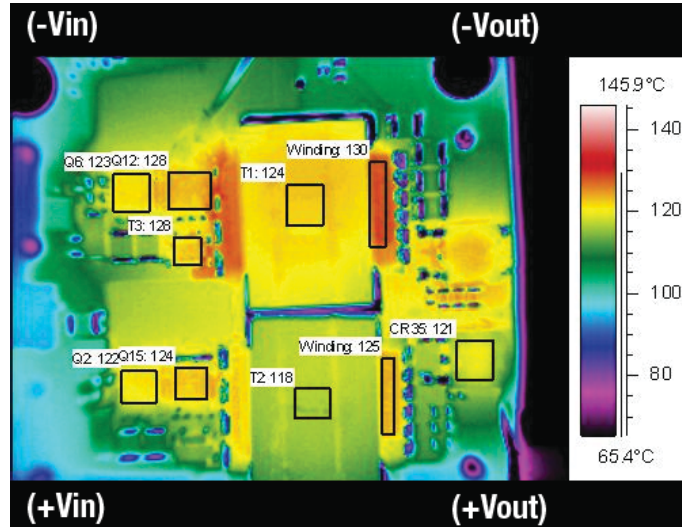 (-Vin)
(-Vout)
145.9°C
140
120
100
80
65.4°C
Winding: 130
Q6: 123
Q12: 128
T1: 124
T3: 128
CR35: 121
Winding: 125
Q2: 122
Q15: 124
T2: 118
(+Vin)
(+Vout)